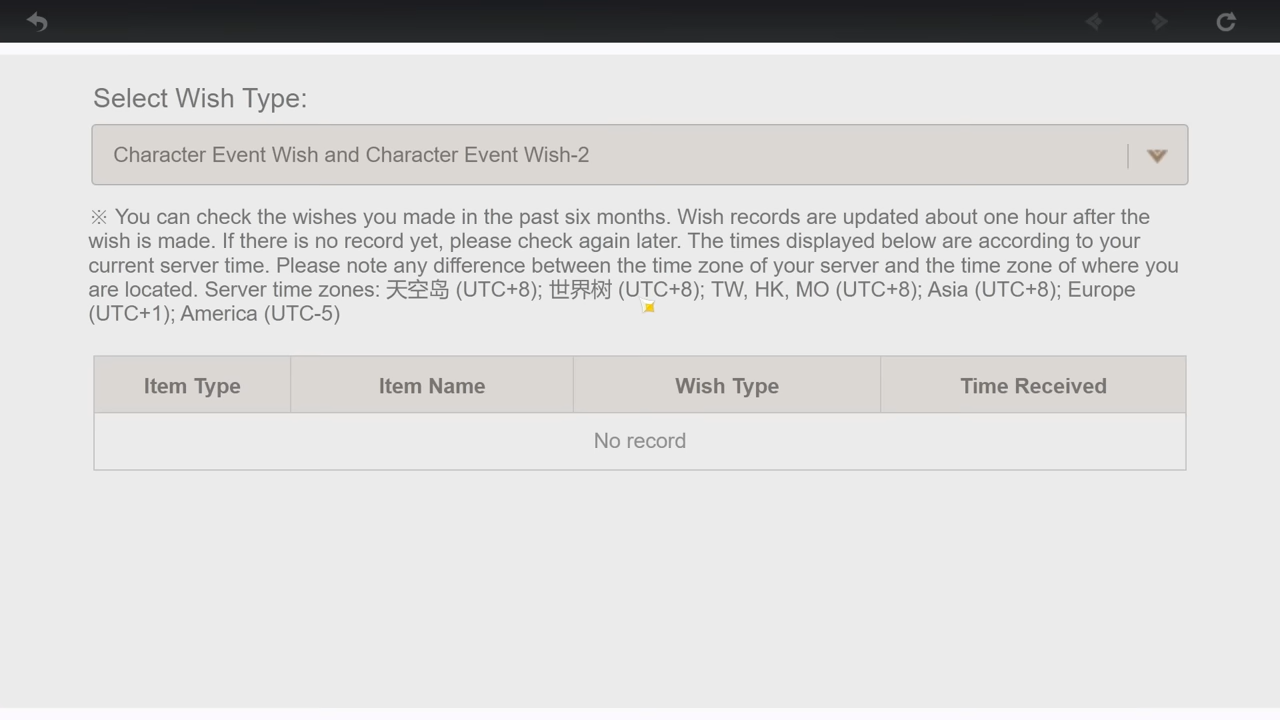 Select Wish Type:
Character Event Wish and Character Event Wish-2
※ You can check the wishes you made in the past six months. Wish records are updated about one hour after the
wish is made. If there is no record yet, please check again later. The times displayed below are according to your
current server time. Please note any difference between the time zone of your server and the time zone of where you
are located. Server time zones: 天空岛 (UTC+8); 世界树 (UTC+8); TW, HK, MO (UTC+8); Asia (UTC+8); Europe
(UTC+1); America (UTC-5)
Item Type Item Name Wish Type Time Received
No record